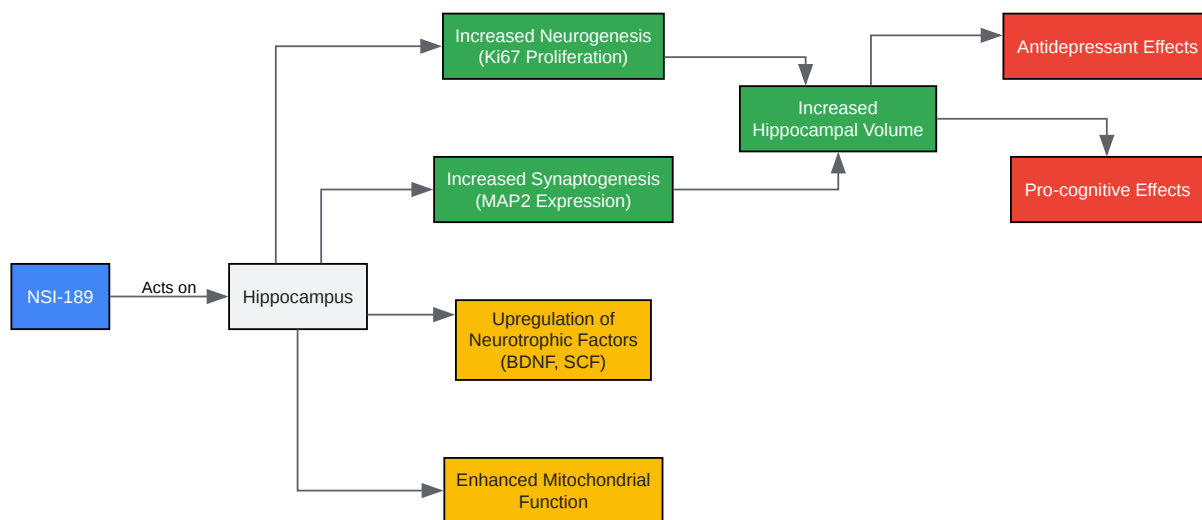 Increased Neurogenesis
(Ki67 Proliferation)
Antidepressant Effects
Increased
Hippocampal Volume
Increased Synaptogenesis
(MAP2 Expression)
Pro-cognitive Effects
NSI-189
Acts on
Hippocampus
Upregulation of
Neurotrophic Factors
(BDNF, SCF)
Enhanced Mitochondrial
Function